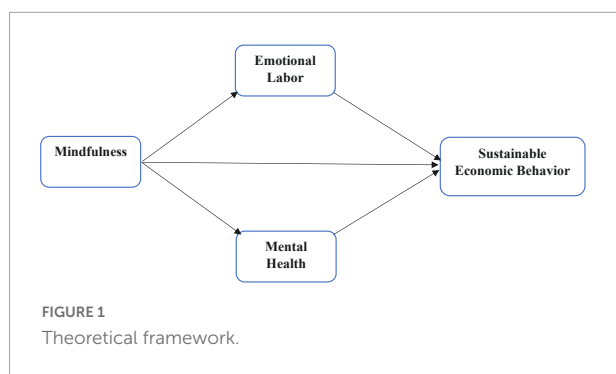 Emotional
Labor
Mindfulness
Sustainable
Economic Behavior
Mental
Health
FIGURE 1
Theoretical framework.